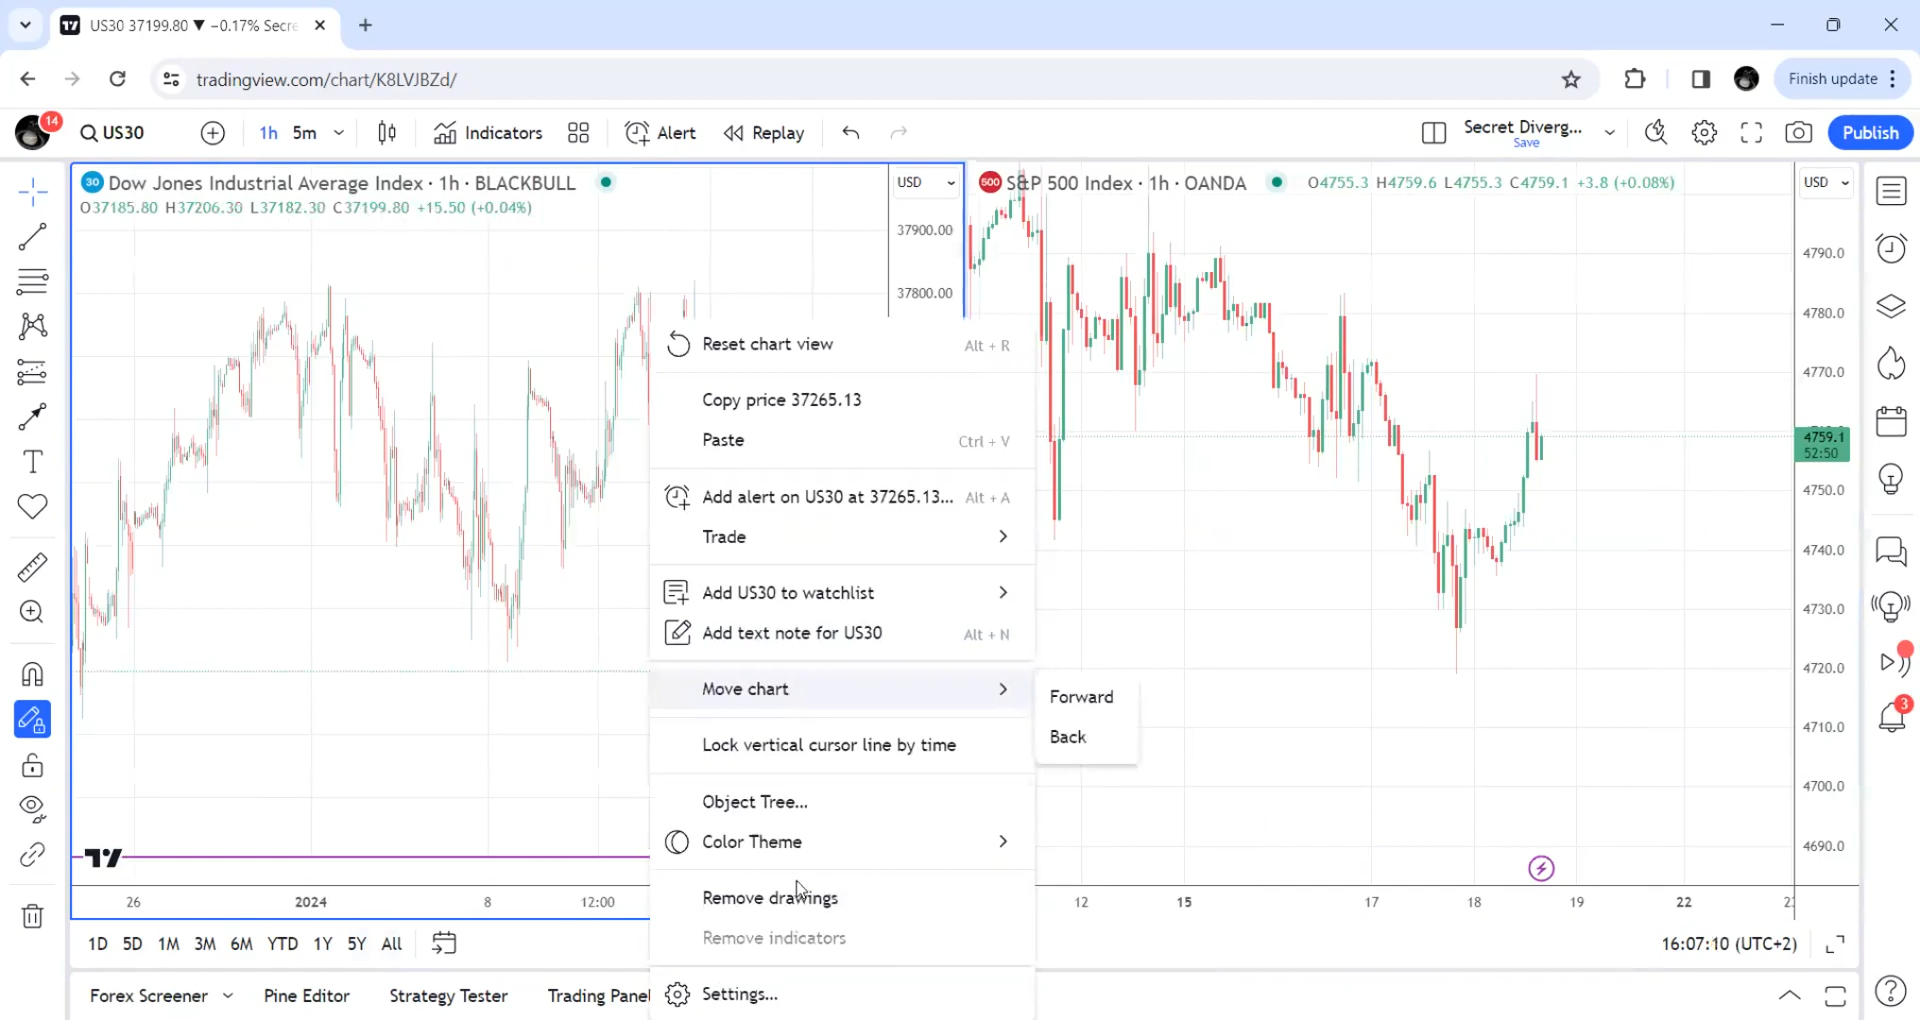 US30 37199.80 ▼ −0.17% Secre
tradingview.com/chart/K8LVJBZd/
Finish update
14
US30
1h 5m
Indicators
Alert
Replay
Secret Diverg...
Save
Publish
30 Dow Jones Industrial Average Index · 1h · BLACKBULL
O37185.80 H37206.30 L37182.30 C37199.80 +15.50 (+0.04%)
USD
37900.00
37800.00
500 S&P 500 Index · 1h · OANDA O4755.3 H4759.6 L4755.3 C4759.1 +3.8 (+0.08%)
USD
4790.0
4780.0
4770.0
4759.1
52:50
4750.0
4740.0
4730.0
4720.0
4710.0
4700.0
4690.0
Reset chart view Alt + R
Copy price 37265.13
Paste Ctrl + V
Add alert on US30 at 37265.13... Alt + A
Trade
Add US30 to watchlist
Add text note for US30 Alt + N
Move chart
Forward
Back
Lock vertical cursor line by time
Object Tree...
Color Theme
Remove drawings
Remove indicators
Settings...
3
26 2024 8 12:00
12 15 17 18 19 22
1D 5D 1M 3M 6M YTD 1Y 5Y All
16:07:10 (UTC+2)
Forex Screener Pine Editor Strategy Tester Trading Panel